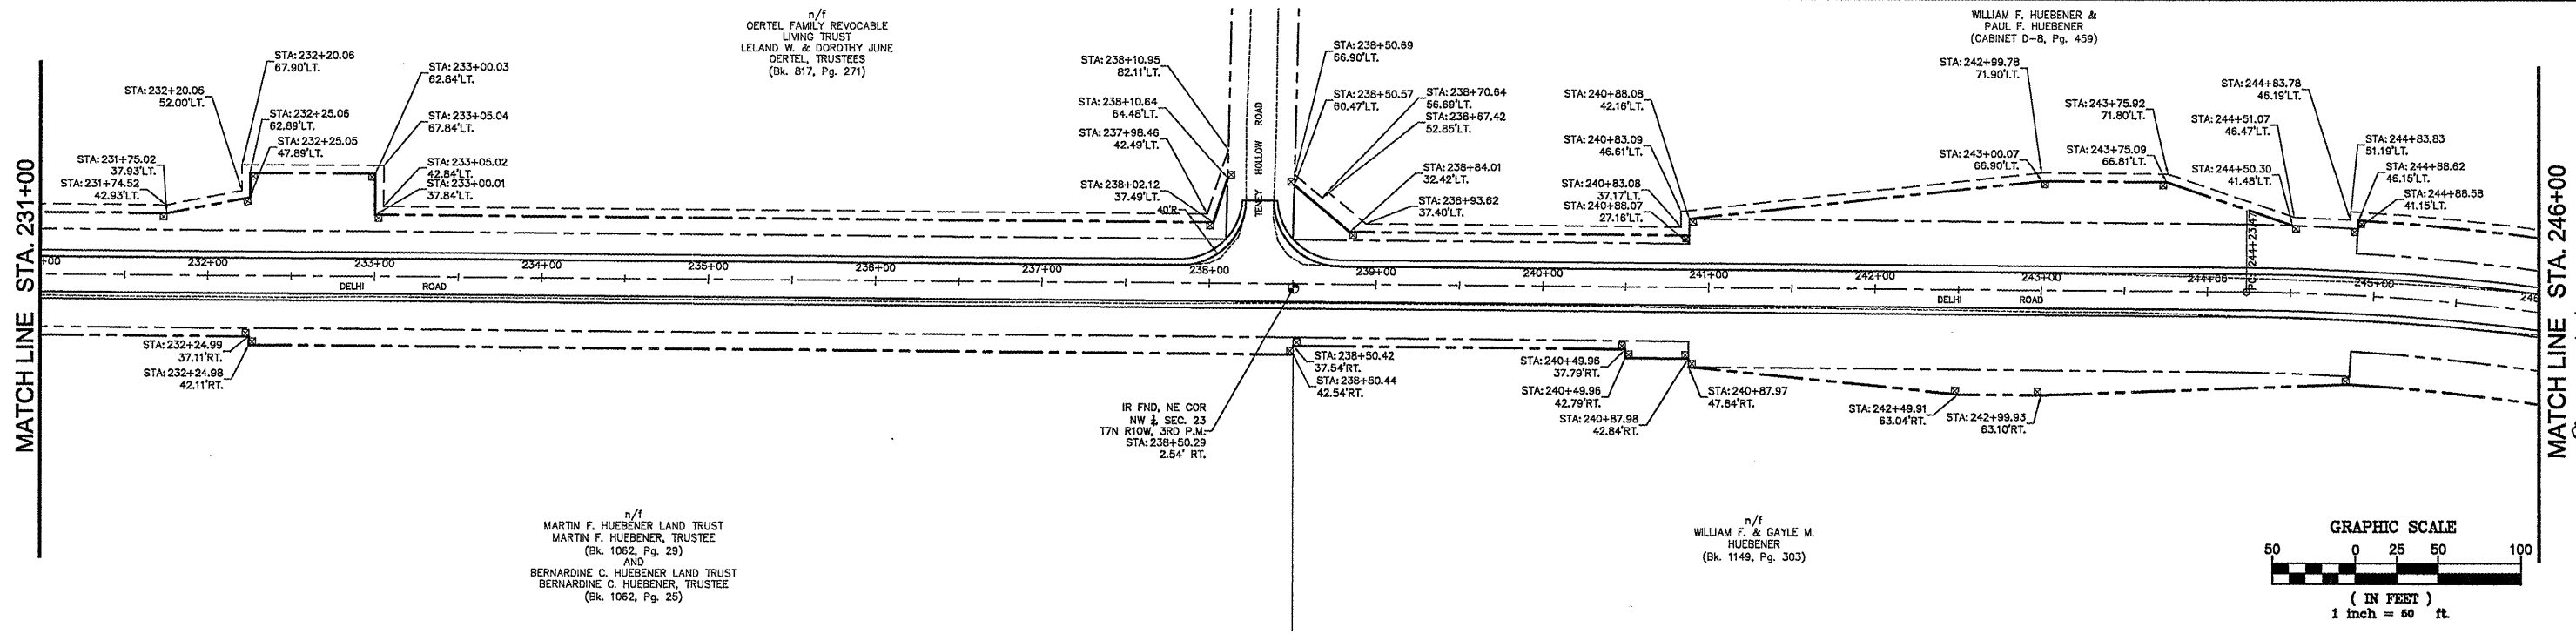 MATCH LINE STA. 231+00
n/f
OERTEL FAMILY REVOCABLE
LIVING TRUST
LELAND W. & DOROTHY JUNE
OERTEL, TRUSTEES
(Bk. 817, Pg. 271)
WILLIAM F. HUEBENER &
PAUL F. HUEBENER
(CABINET D-8, Pg. 459)
STA: 232+20.06
67.90'LT.
STA: 232+20.05
52.00'LT.
STA: 232+25.06
62.89'LT.
STA: 232+25.05
47.89'LT.
STA: 231+75.02
37.93'LT.
STA: 231+74.52
42.93'LT.
STA: 233+00.03
62.84'LT.
STA: 233+05.04
67.84'LT.
STA: 233+05.02
42.84'LT.
STA: 233+00.01
37.84'LT.
STA: 238+10.95
82.11'LT.
STA: 238+10.64
64.48'LT.
STA: 237+98.46
42.49'LT.
STA: 238+02.12
37.49'LT.
40'R.
TENEY HOLLOW ROAD
STA: 238+50.69
66.90'LT.
STA: 238+50.57
60.47'LT.
STA: 238+70.64
56.69'LT.
STA: 238+67.42
52.85'LT.
STA: 238+84.01
32.42'LT.
STA: 238+93.62
37.40'LT.
STA: 240+88.08
42.16'LT.
STA: 240+83.09
46.61'LT.
STA: 240+83.08
37.17'LT.
STA: 240+88.07
27.16'LT.
STA: 242+99.78
71.90'LT.
STA: 243+00.07
66.90'LT.
STA: 243+75.92
71.80'LT.
STA: 243+75.09
66.81'LT.
STA: 244+83.78
46.19'LT.
STA: 244+51.07
46.47'LT.
STA: 244+50.30
41.48'LT.
STA: 244+83.83
51.19'LT.
STA: 244+88.62
46.15'LT.
STA: 244+88.58
41.15'LT.
+00
232+00
233+00
234+00
235+00
236+00
237+00
238+00
239+00
240+00
241+00
242+00
243+00
244+00
245+00
PC: 244+23.47
DELHI ROAD
DELHI ROAD
STA: 232+24.99
37.11'RT.
STA: 232+24.98
42.11'RT.
STA: 238+50.42
37.54'RT.
STA: 238+50.44
42.54'RT.
IR FND, NE COR
NW ¼, SEC. 23
T7N R10W, 3RD P.M.
STA: 238+50.29
2.54' RT.
STA: 240+49.96
37.79'RT.
STA: 240+49.96
42.79'RT.
STA: 240+87.98
42.84'RT.
STA: 240+87.97
47.84'RT.
STA: 242+49.91
63.04'RT.
STA: 242+99.93
63.10'RT.
n/f
MARTIN F. HUEBENER LAND TRUST
MARTIN F. HUEBENER, TRUSTEE
(Bk. 1062, Pg. 29)
AND
BERNARDINE C. HUEBENER LAND TRUST
BERNARDINE C. HUEBENER, TRUSTEE
(Bk. 1062, Pg. 25)
n/f
WILLIAM F. & GAYLE M.
HUEBENER
(Bk. 1149, Pg. 303)
MATCH LINE STA. 246+00
GRAPHIC SCALE
50 0 25 50 100
( IN FEET )
1 inch = 50 ft.